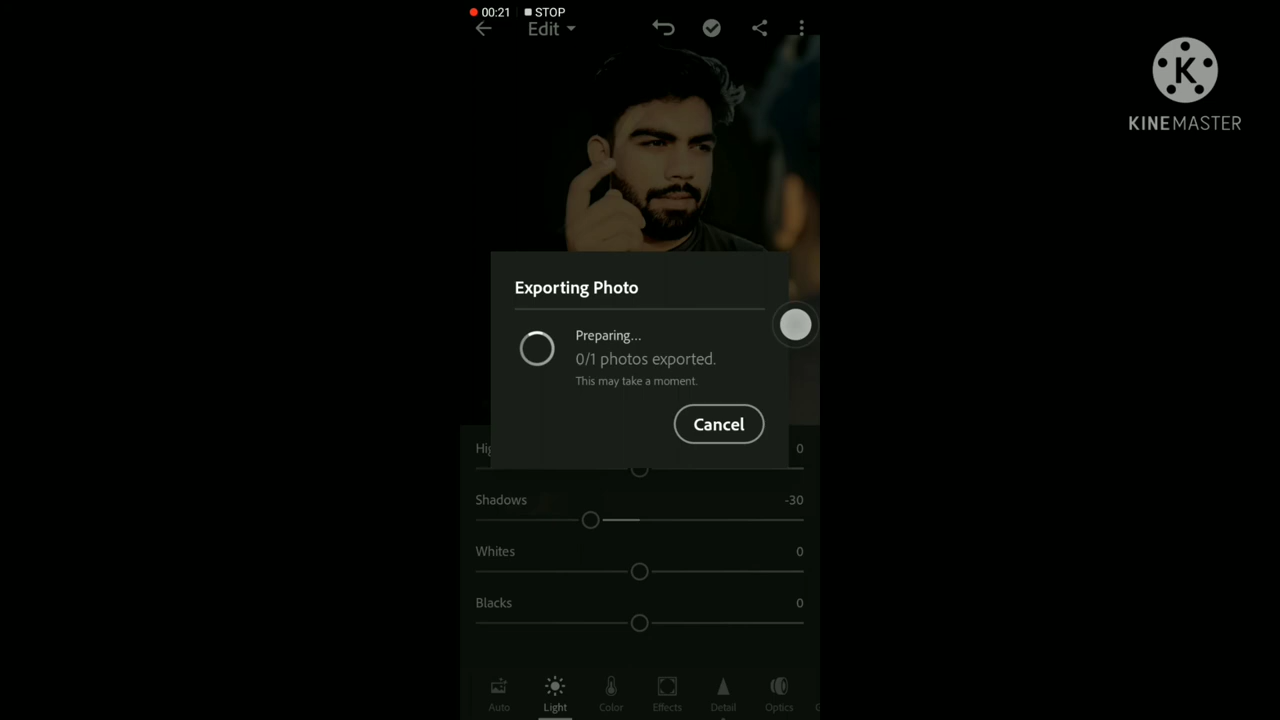 00:21 STOP
Edit
KINEMASTER
Exporting Photo
Preparing...
0/1 photos exported.
This may take a moment.
Cancel
0
Shadows -30
Whites 0
Blacks 0
Auto Light Color Effects Detail Optics